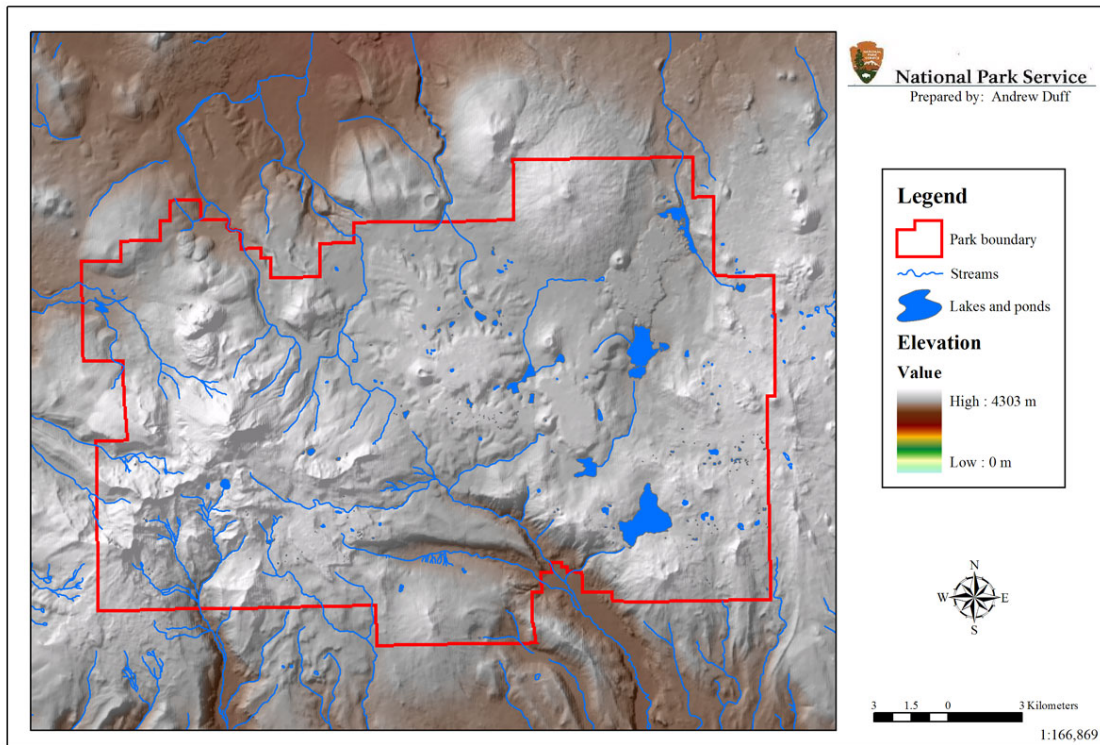 National Park Service
Prepared by: Andrew Duff
Legend
Park boundary
Streams
Lakes and ponds
Elevation
Value
High : 4303 m
Low : 0 m
N
W E
S
3 1.5 0 3 Kilometers
1:166,869